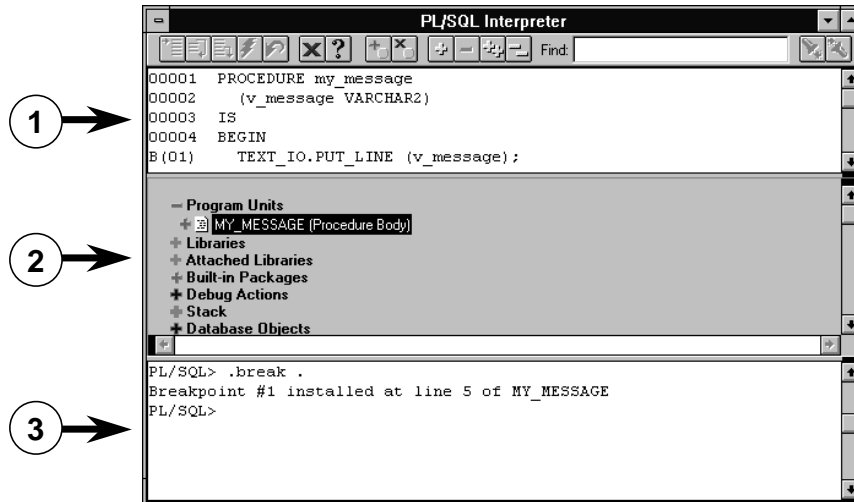 PL/SQL Interpreter
Find:
00001  PROCEDURE my_message
00002    (v_message VARCHAR2)
00003  IS
00004  BEGIN
B(01)    TEXT_IO.PUT_LINE (v_message);
1
− Program Units
+ MY_MESSAGE (Procedure Body)
+ Libraries
+ Attached Libraries
+ Built-in Packages
+ Debug Actions
+ Stack
+ Database Objects
2
PL/SQL> .break .
Breakpoint #1 installed at line 5 of MY_MESSAGE
PL/SQL>
3